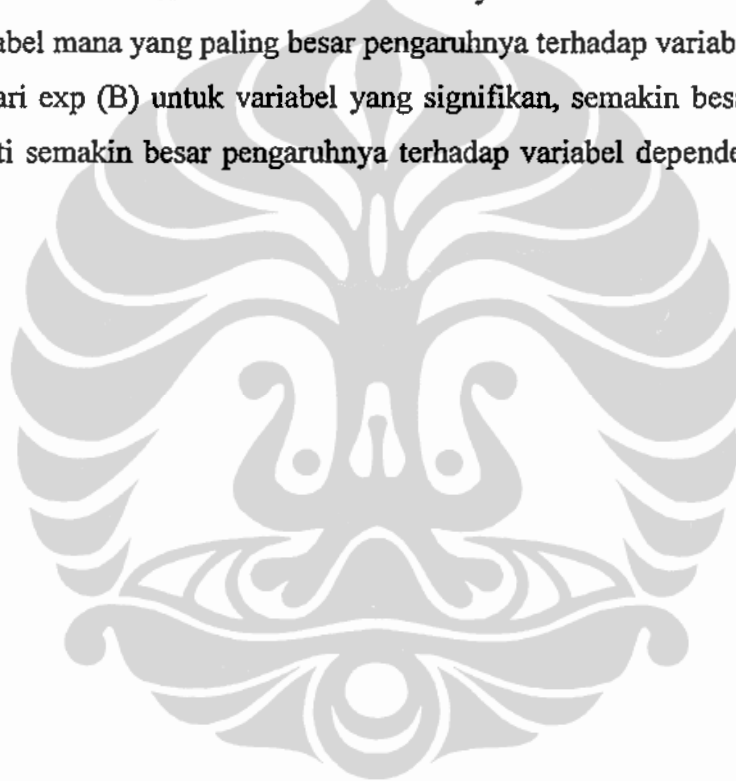 abel mana yang paling besar pengaruhnya terhadap variab
ari exp (B) untuk variabel yang signifikan, semakin besa
ti semakin besar pengaruhnya terhadap variabel depende